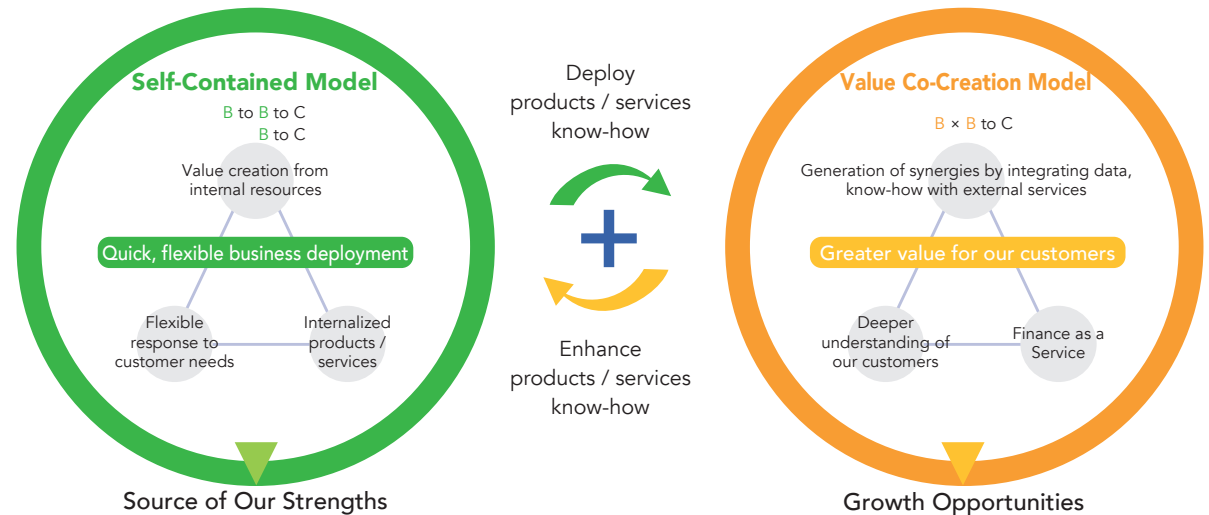 Self-Contained Model
B to B to C
B to C
Value creation from
internal resources
Quick, flexible business deployment
Flexible
response to
customer needs
Internalized
products /
services
Source of Our Strengths
Deploy
products / services
know-how
Enhance
products / services
know-how
Value Co-Creation Model
B × B to C
Generation of synergies by integrating data,
know-how with external services
Greater value for our customers
Deeper
understanding of
our customers
Finance as a
Service
Growth Opportunities